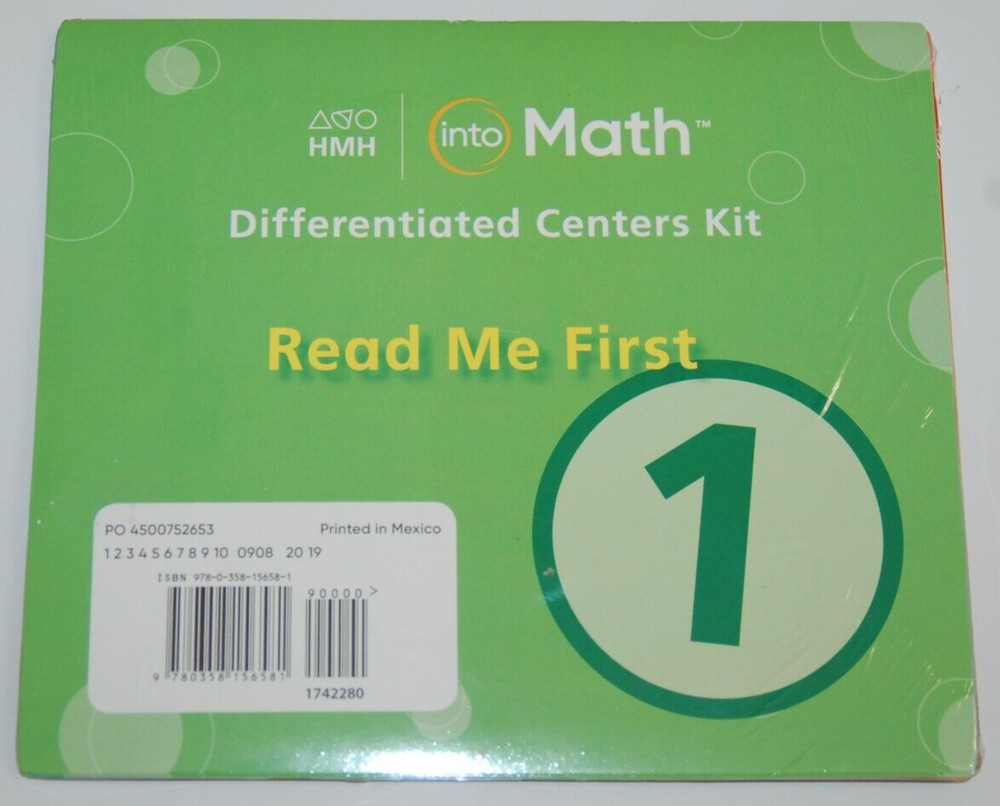 HMH
into Math™
Differentiated Centers Kit
Read Me First
1
PO 4500752653 Printed in Mexico
1 2 3 4 5 6 7 8 9 10 0908 20 19
ISBN 978-0-358-15658-1
90000>
9 780358 156581
1742280